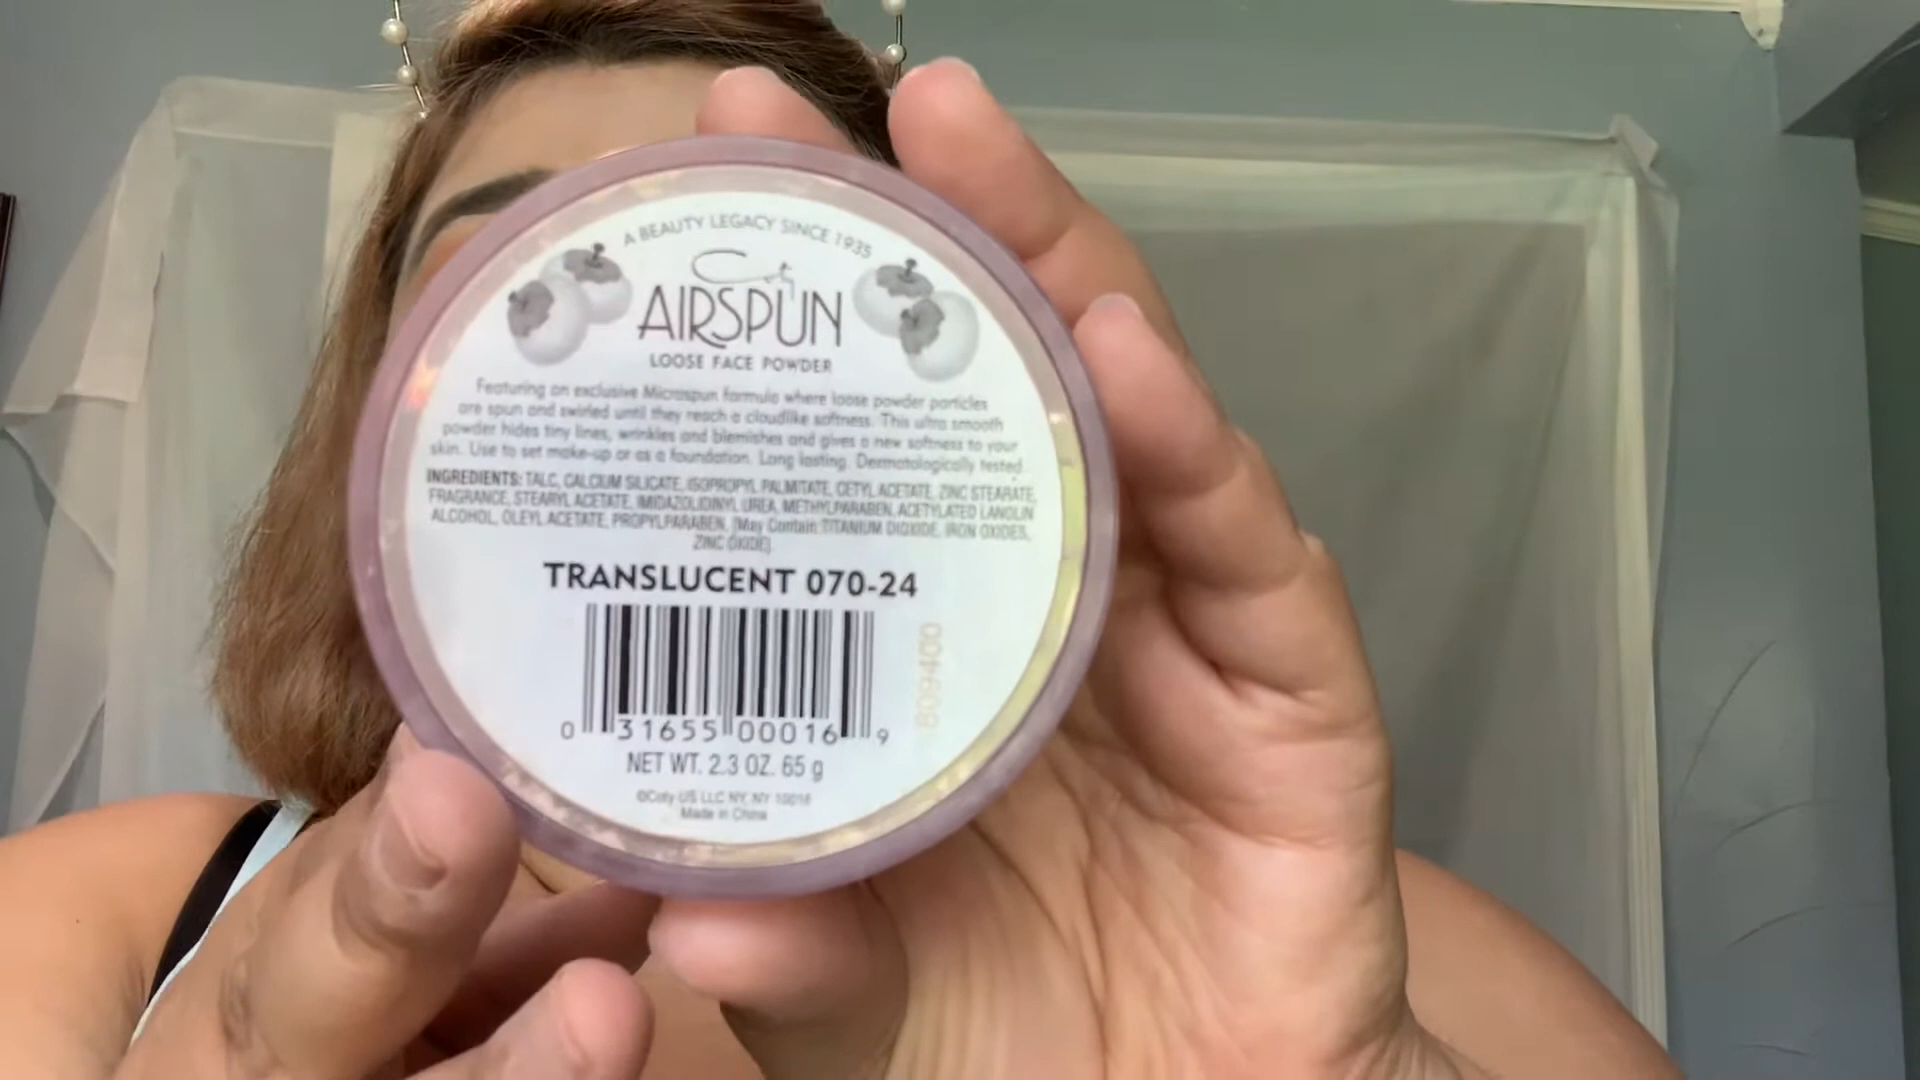 A BEAUTY LEGACY SINCE 1935
Coty
AIRSPUN
LOOSE FACE POWDER
Featuring an exclusive Microspun formula where loose powder particles
are spun and swirled until they reach a cloudlike softness. This ultra smooth
powder hides tiny lines, wrinkles and blemishes and gives a new softness to your
skin. Use to set make-up or as a foundation. Long lasting. Dermatologically tested.
INGREDIENTS: TALC, CALCIUM SILICATE, ISOPROPYL PALMITATE, CETYL ACETATE, ZINC STEARATE,
FRAGRANCE, STEARYL ACETATE, IMIDAZOLIDINYL UREA, METHYLPARABEN, ACETYLATED LANOLIN
ALCOHOL, OLEYL ACETATE, PROPYLPARABEN, [May Contain: TITANIUM DIOXIDE, IRON OXIDES,
ZINC OXIDE].
TRANSLUCENT 070-24
809400
0 31655 00016 9
NET WT. 2.3 OZ. 65 g
©Coty US LLC NY, NY 10016
Made in China